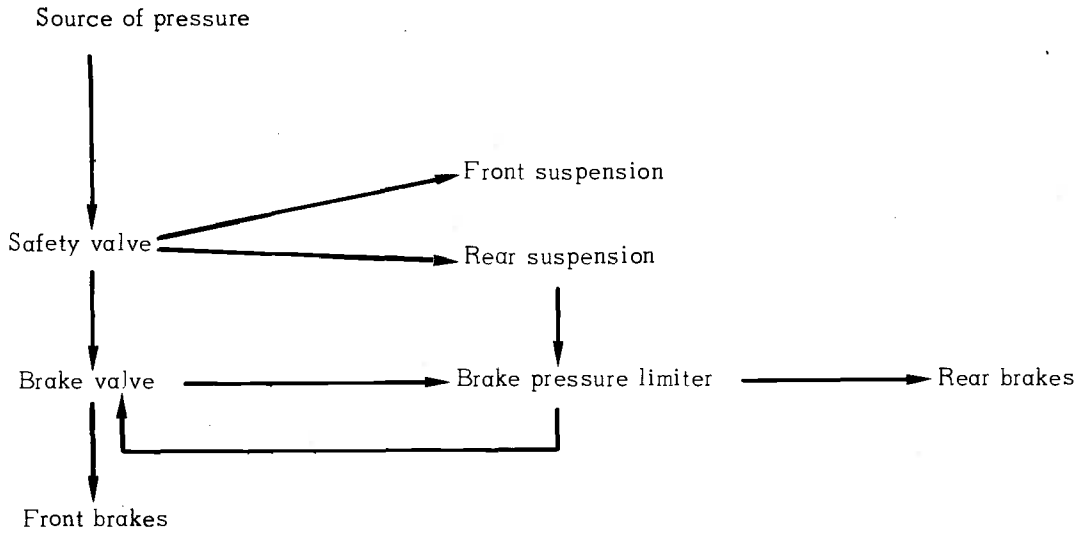 Source of pressure
Front suspension
Safety valve
Rear suspension
Brake valve
Brake pressure limiter
Rear brakes
Front brakes